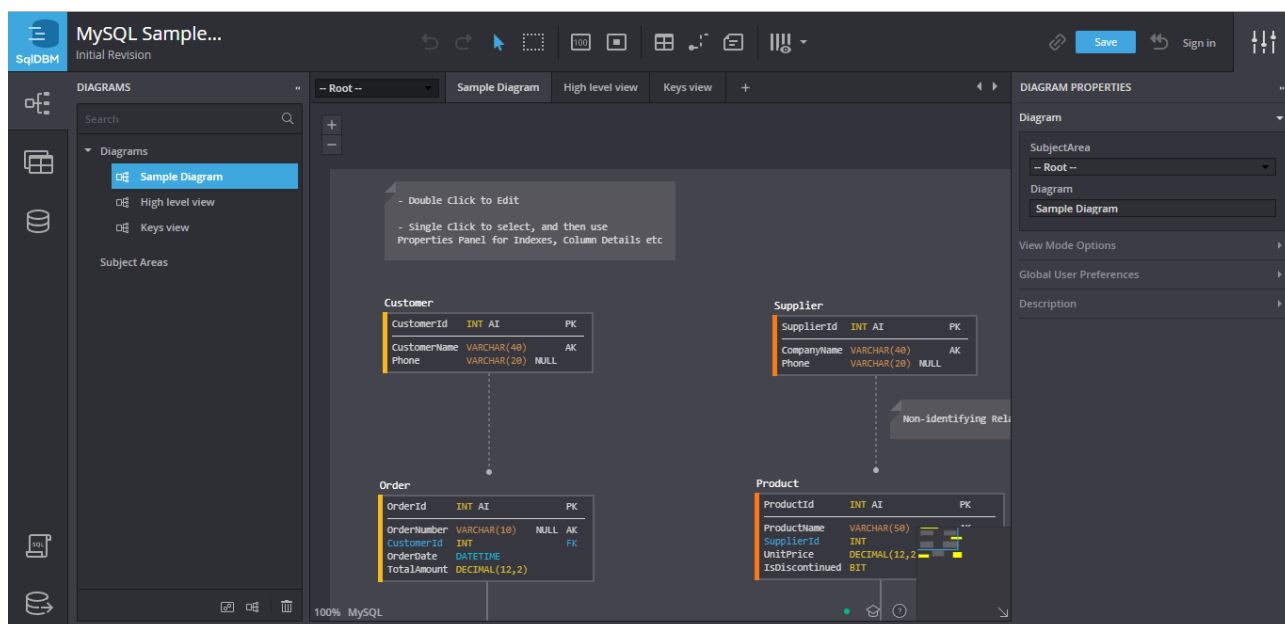 SqlDBM
MySQL Sample...
Initial Revision
100
Save
Sign in
DIAGRAMS
Search
Diagrams
Sample Diagram
High level view
Keys view
Subject Areas
-- Root --
Sample Diagram
High level view
Keys view
+
+
−
- Double Click to Edit
- Single Click to select, and then use
Properties Panel for Indexes, Column Details etc
Customer
CustomerId INT AI PK
CustomerName VARCHAR(40) AK
Phone VARCHAR(20) NULL
Supplier
SupplierId INT AI PK
CompanyName VARCHAR(40) AK
Phone VARCHAR(20) NULL
Non-identifying Rela
Order
OrderId INT AI PK
OrderNumber VARCHAR(10) NULL AK
CustomerId INT FK
OrderDate DATETIME
TotalAmount DECIMAL(12,2)
Product
ProductId INT AI PK
ProductName VARCHAR(50)
SupplierId INT
UnitPrice DECIMAL(12,2
IsDiscontinued BIT
100% MySQL
?
SQL
DIAGRAM PROPERTIES
Diagram
SubjectArea
-- Root --
Diagram
Sample Diagram
View Mode Options
Global User Preferences
Description